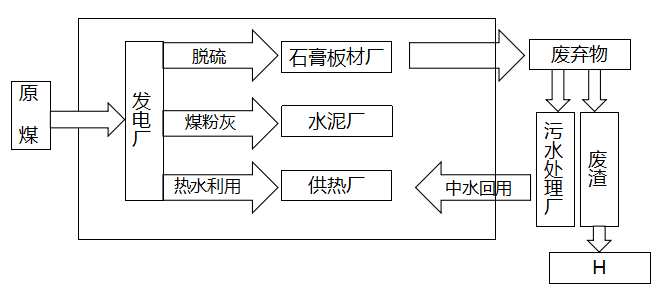 原煤
发电厂
脱硫
石膏板材厂
煤粉灰
水泥厂
热水利用
供热厂
废弃物
污水处理厂
废渣
中水回用
H